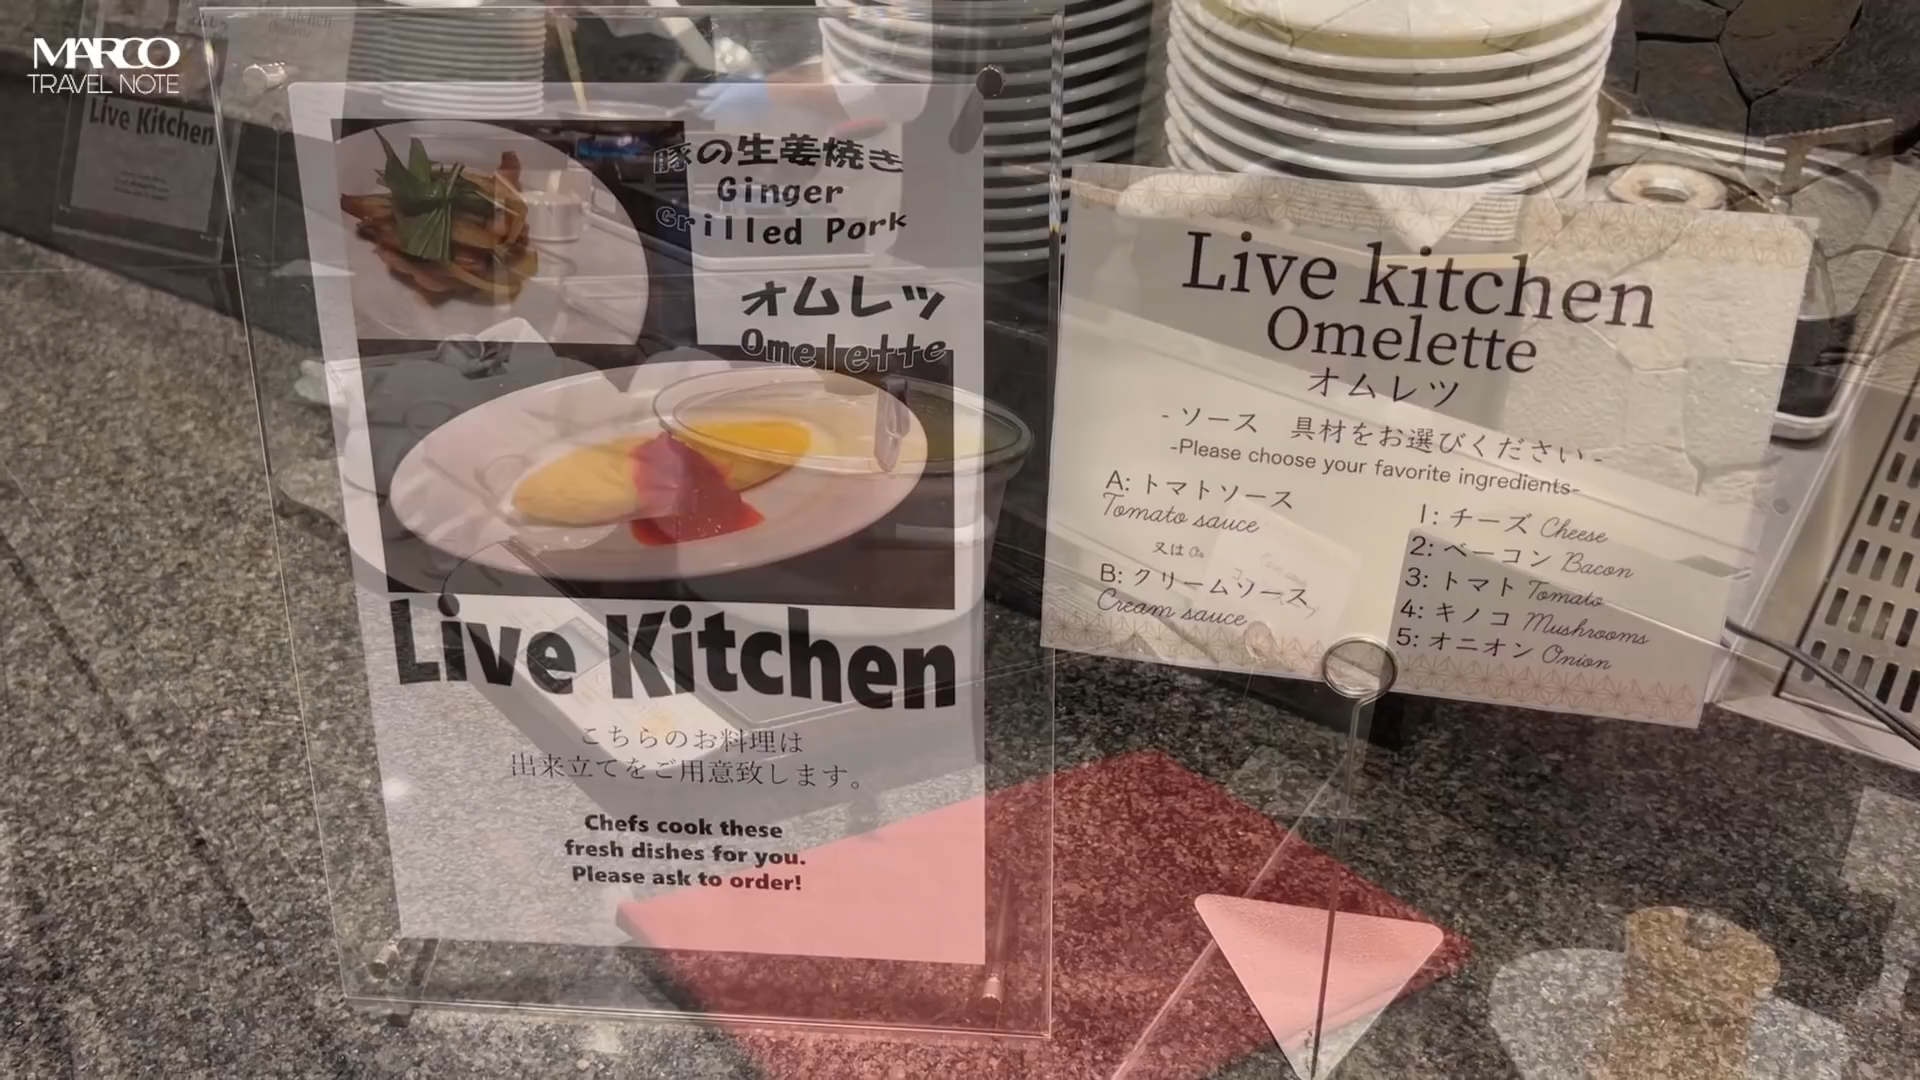 MARCO
TRAVEL NOTE
Live Kitchen
豚の生姜焼き
Ginger
Grilled Pork
オムレツ
Omelette
Live Kitchen
こちらのお料理は
出来立てをご用意致します。
Chefs cook these
fresh dishes for you.
Please ask to order!
Live kitchen
Omelette
オムレツ
-ソース 具材をお選びください-
-Please choose your favorite ingredients-
A: トマトソース
Tomato sauce
又は Or
B: クリームソース
Cream sauce
1: チーズ Cheese
2: ベーコン Bacon
3: トマト Tomato
4: キノコ Mushrooms
5: オニオン Onion